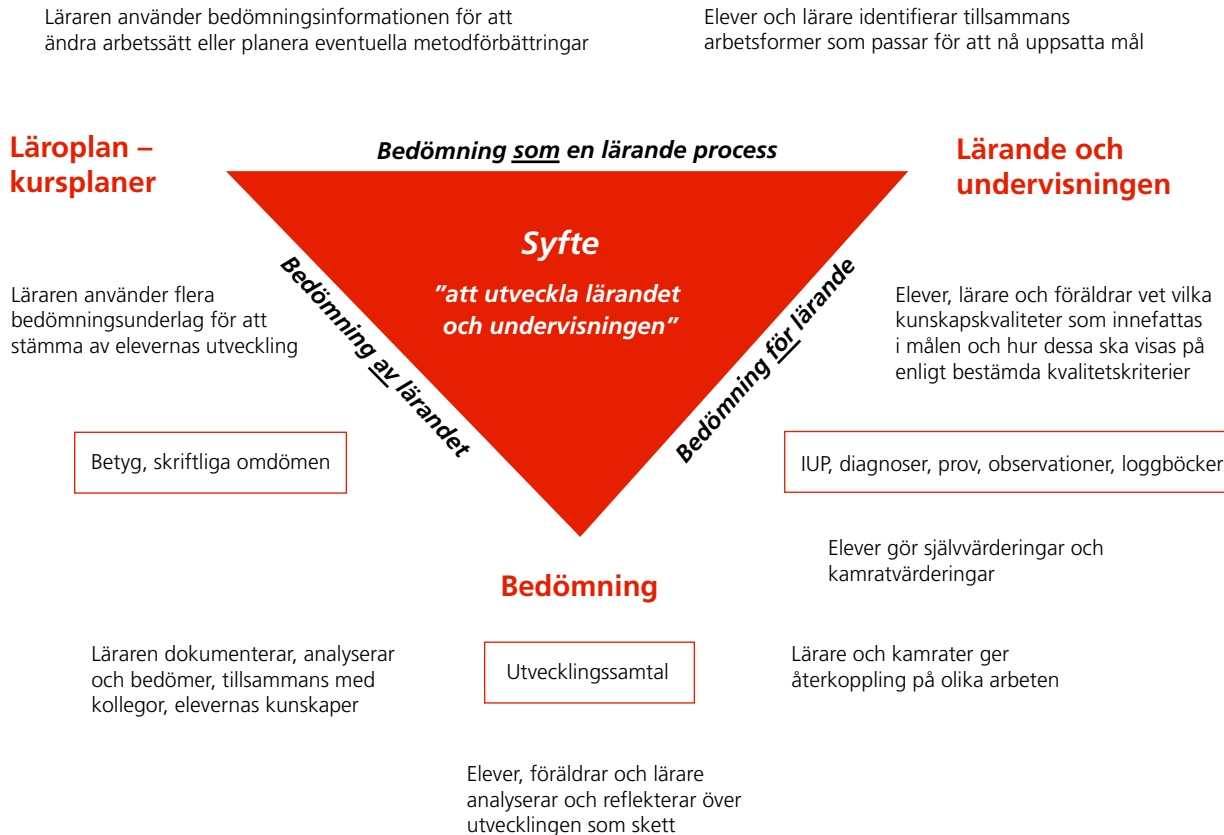 Läraren använder bedömningsinformationen för att
ändra arbetssätt eller planera eventuella metodförbättringar
Elever och lärare identifierar tillsammans
arbetsformer som passar för att nå uppsatta mål
Läroplan –
kursplaner
Bedömning som en lärande process
Lärande och
undervisningen
Syfte
”att utveckla lärandet
och undervisningen”
Bedömning av lärandet
Bedömning för lärande
Läraren använder flera
bedömningsunderlag för att
stämma av elevernas utveckling
Elever, lärare och föräldrar vet vilka
kunskapskvaliteter som innefattas
i målen och hur dessa ska visas på
enligt bestämda kvalitetskriterier
Betyg, skriftliga omdömen
IUP, diagnoser, prov, observationer, loggböcker
Elever gör självvärderingar och
kamratvärderingar
Bedömning
Läraren dokumenterar, analyserar
och bedömer, tillsammans med
kollegor, elevernas kunskaper
Utvecklingssamtal
Lärare och kamrater ger
återkoppling på olika arbeten
Elever, föräldrar och lärare
analyserar och reflekterar över
utvecklingen som skett